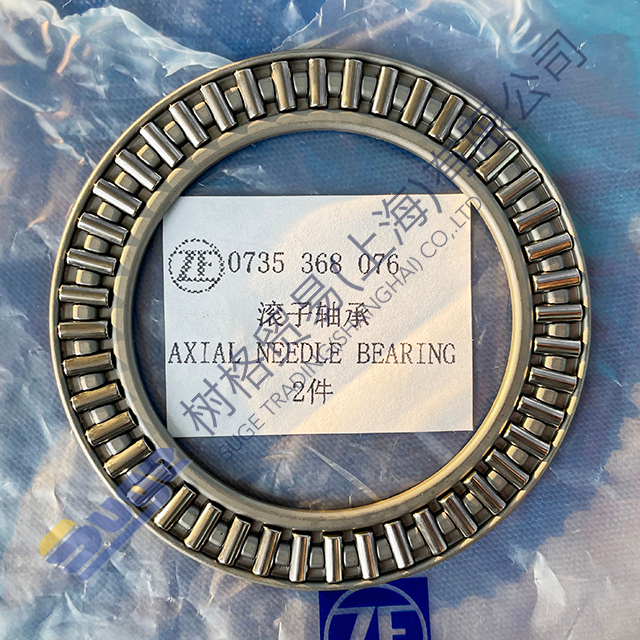 ZF 0735 368 076
滚子轴承
AXIAL NEEDLE BEARING
2件
树格贸易(上海)有限公司
SUGE TRADING (SHANGHAI) CO., LTD
SUGE
ZF